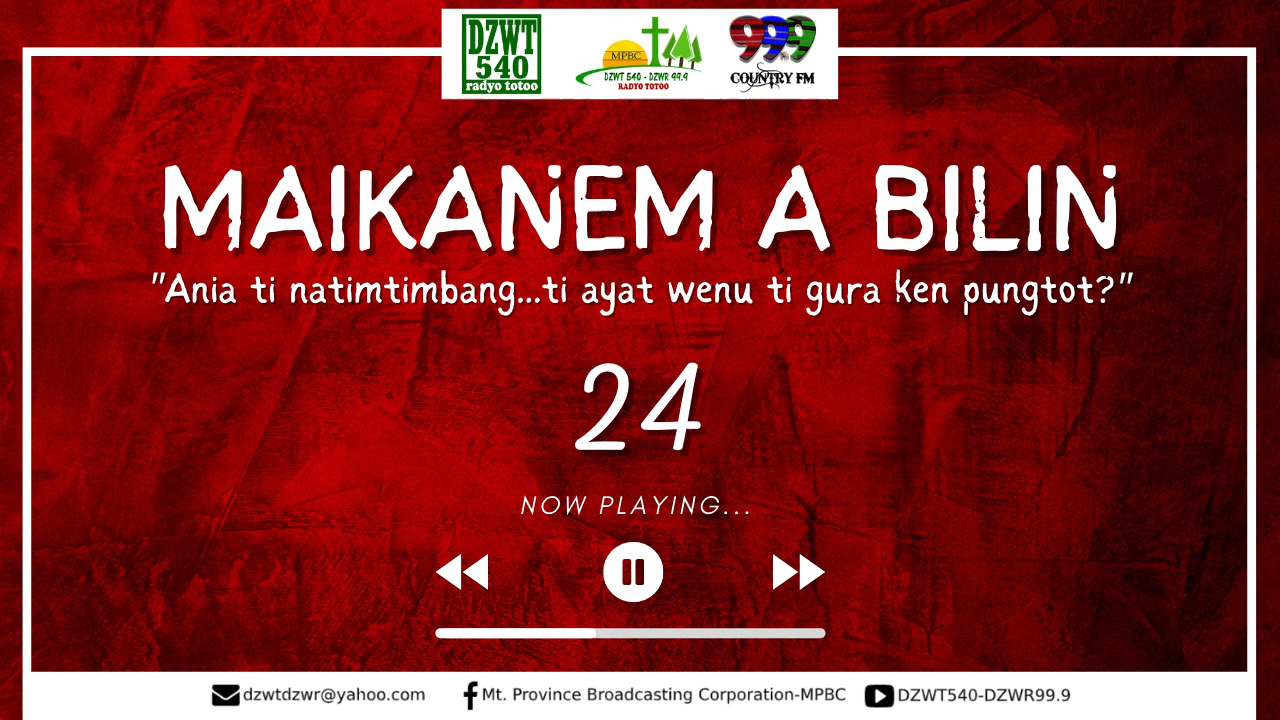 DZWT
540
radyo totoo
MPBC
DZWT 540 - DZWR 99.9
RADYO TOTOO
99.9
COUNTRY FM
MAIKANEM A BILIN
"Ania ti natimtimbang...ti ayat wenu ti gura ken pungtot?"
24
NOW PLAYING...
dzwtdzwr@yahoo.com
Mt. Province Broadcasting Corporation-MPBC
DZWT540-DZWR99.9